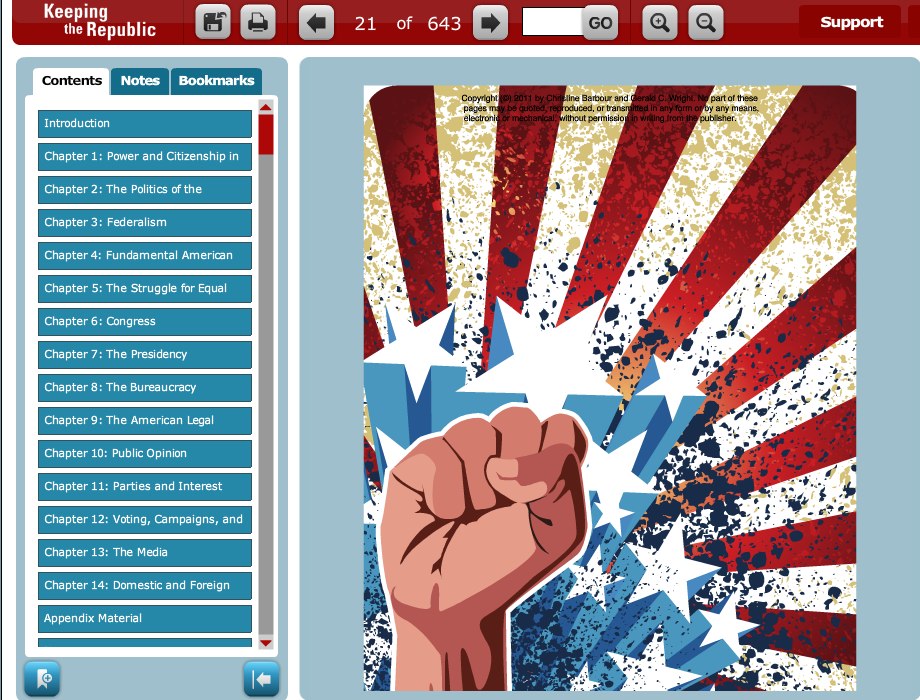 Keeping
the Republic
21 of 643
GO
Support
Contents
Notes
Bookmarks
Introduction
Chapter 1: Power and Citizenship in
Chapter 2: The Politics of the
Chapter 3: Federalism
Chapter 4: Fundamental American
Chapter 5: The Struggle for Equal
Chapter 6: Congress
Chapter 7: The Presidency
Chapter 8: The Bureaucracy
Chapter 9: The American Legal
Chapter 10: Public Opinion
Chapter 11: Parties and Interest
Chapter 12: Voting, Campaigns, and
Chapter 13: The Media
Chapter 14: Domestic and Foreign
Appendix Material
Copyright (c) 2011 by Christine Barbour and Gerald C. Wright. No part of these
pages may be quoted, reproduced, or transmitted in any form or by any means,
electronic or mechanical, without permission in writing from the publisher.